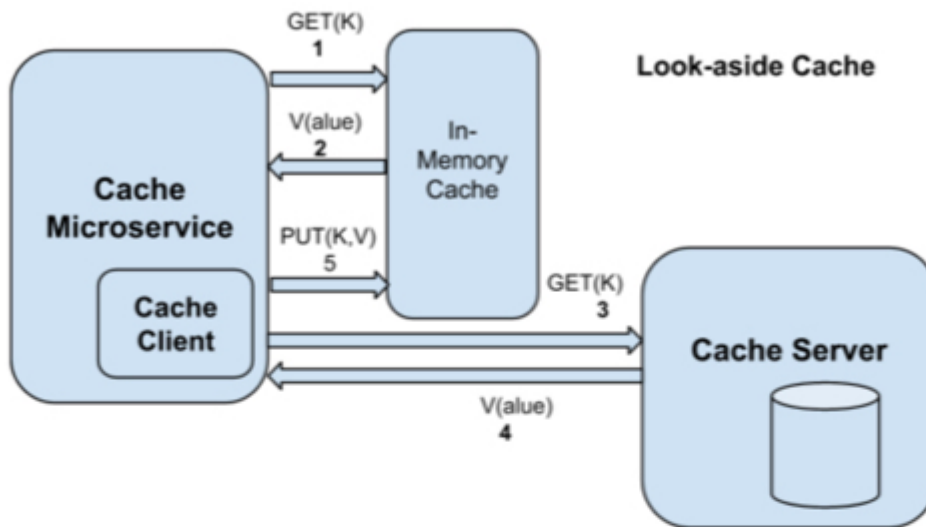 GET(K)
1
Look-aside Cache
V(alue)
2
In-
Memory
Cache
Cache
Microservice
PUT(K,V)
5
Cache
Client
GET(K)
3
Cache Server
V(alue)
4